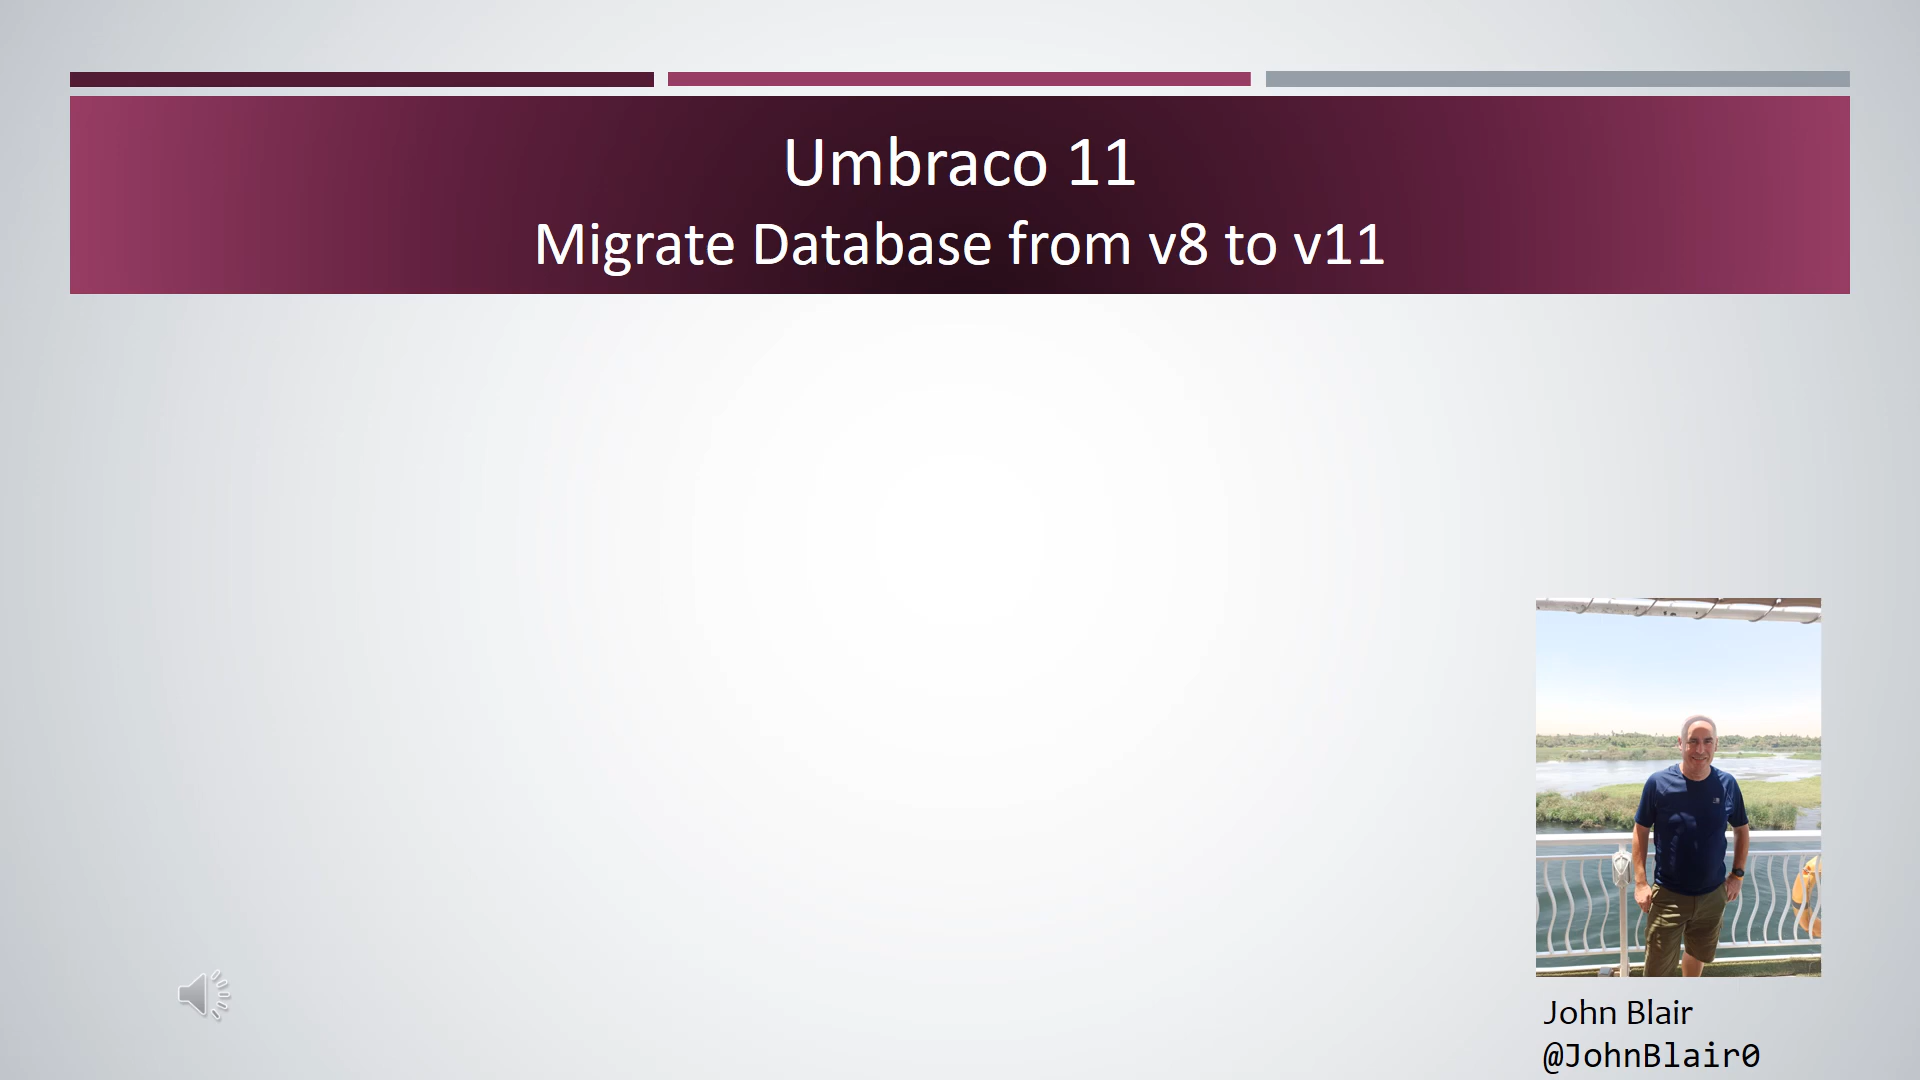 Umbraco 11
Migrate Database from v8 to v11
John Blair
@JohnBlair0